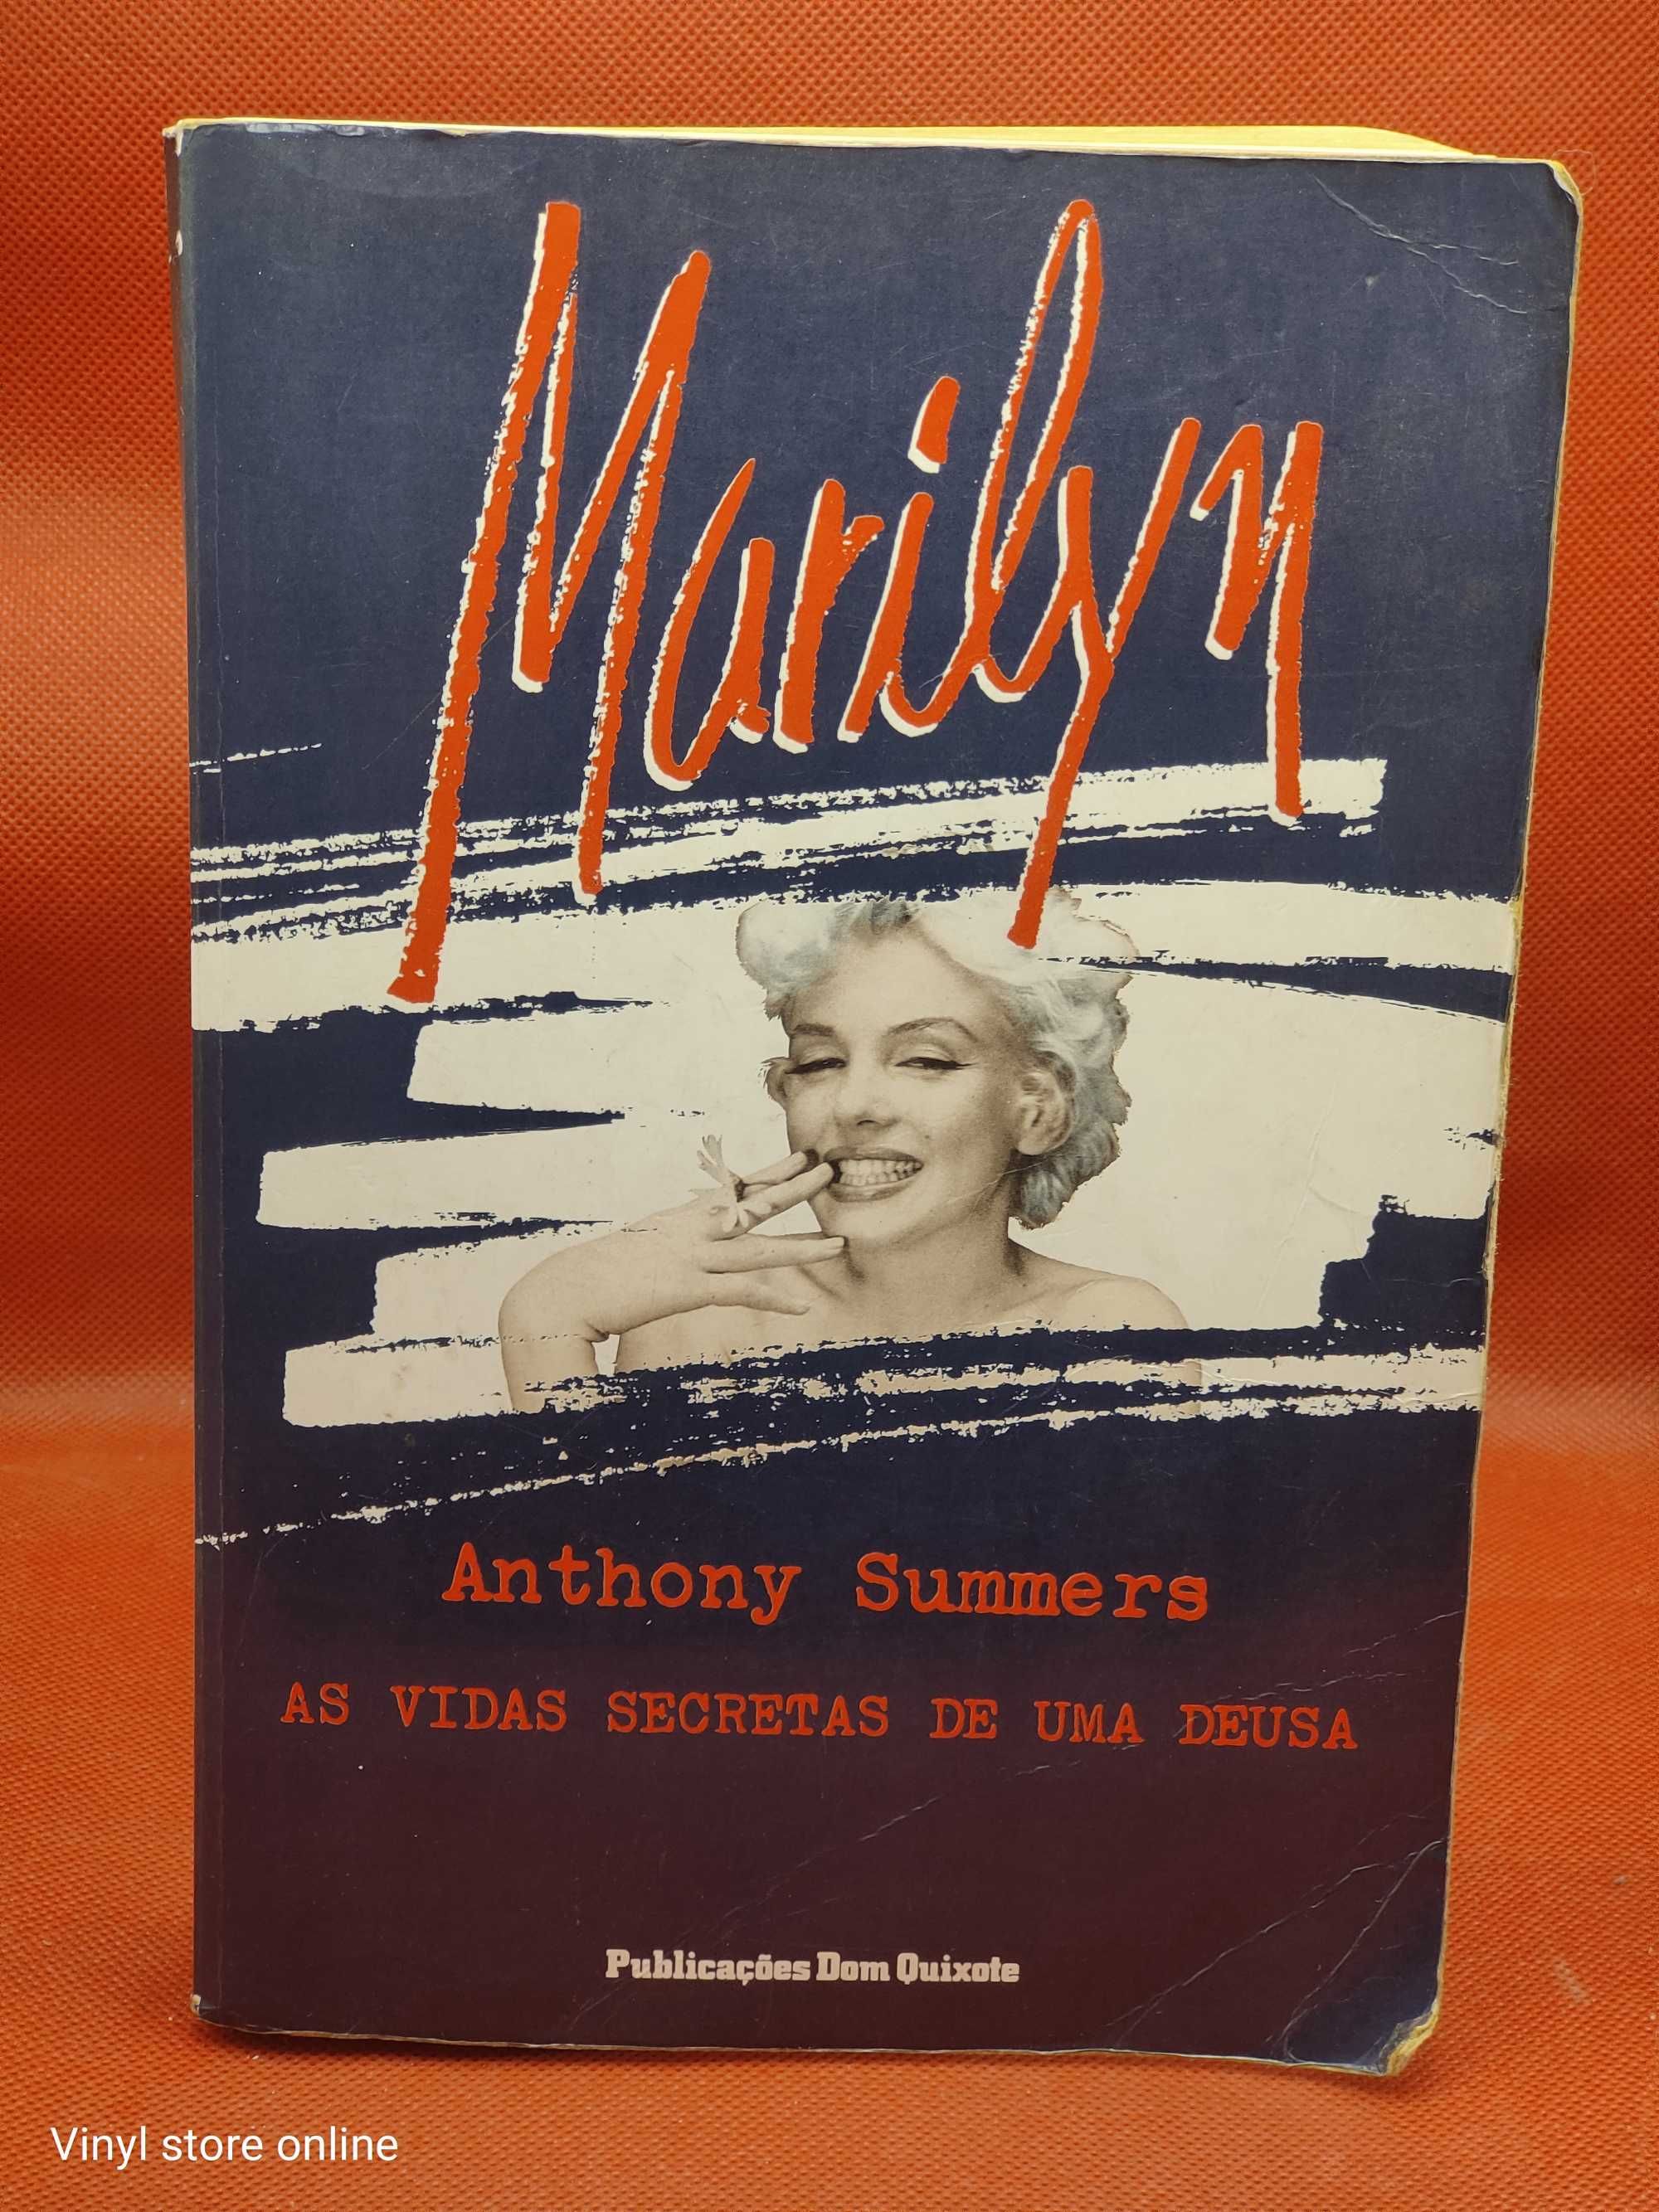 Marilyn
Anthony Summers
AS VIDAS SECRETAS DE UMA DEUSA
Publicações Dom Quixote
Vinyl store online